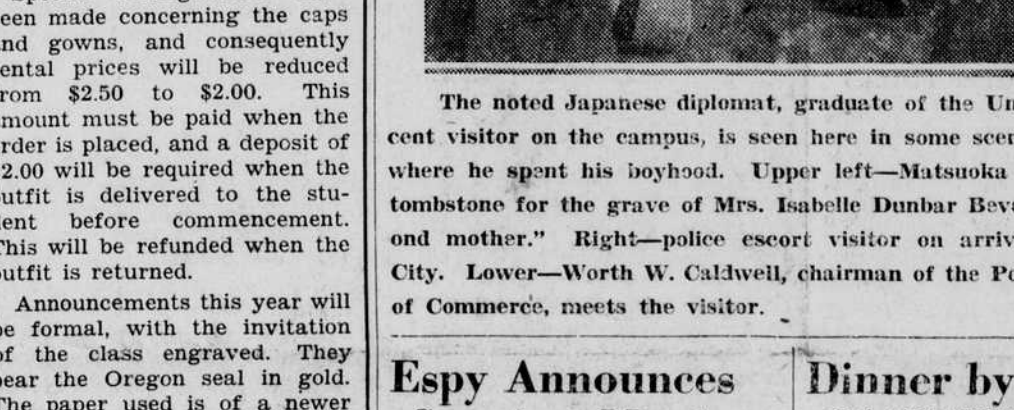 een made concerning the caps
nd gowns, and consequently
ental prices will be reduced
rom $2.50 to $2.00. This
mount must be paid when the
rder is placed, and a deposit of
2.00 will be required when the
utfit is delivered to the stu-
ent before commencement.
This will be refunded when the
utfit is returned.
Announcements this year will
be formal, with the invitation
of the class engraved. They
bear the Oregon seal in gold.
The paper used is of a newer
The noted Japanese diplomat, graduate of the Un
cent visitor on the campus, is seen here in some scen
where he spent his boyhood. Upper left—Matsuoka
tombstone for the grave of Mrs. Isabelle Dunbar Beve
ond mother." Right—police escort visitor on arriv
City. Lower—Worth W. Caldwell, chairman of the Po
of Commerce, meets the visitor.
Espy Announces
Dinner by